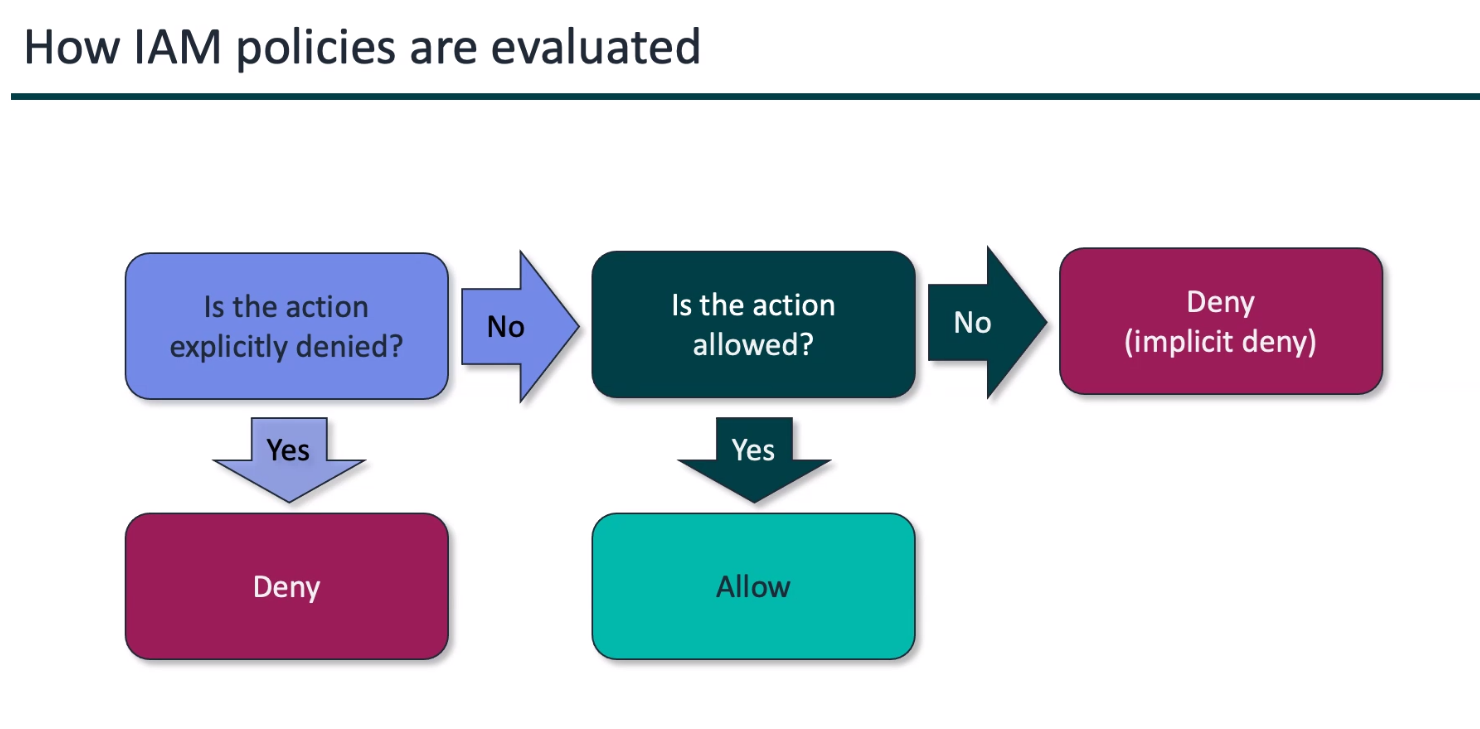 How IAM policies are evaluated
Is the action
explicitly denied?
No
Is the action
allowed?
No
Deny
(implicit deny)
Yes
Yes
Deny
Allow